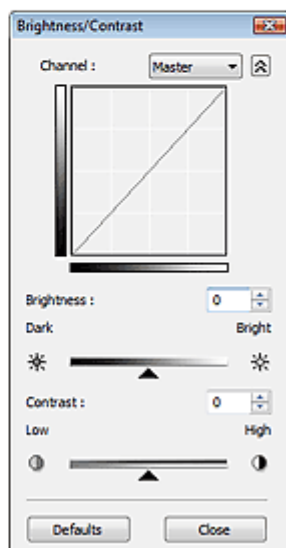 Brightness/Contrast
Channel : Master
Brightness : 0
Dark Bright
Contrast : 0
Low High
Defaults Close